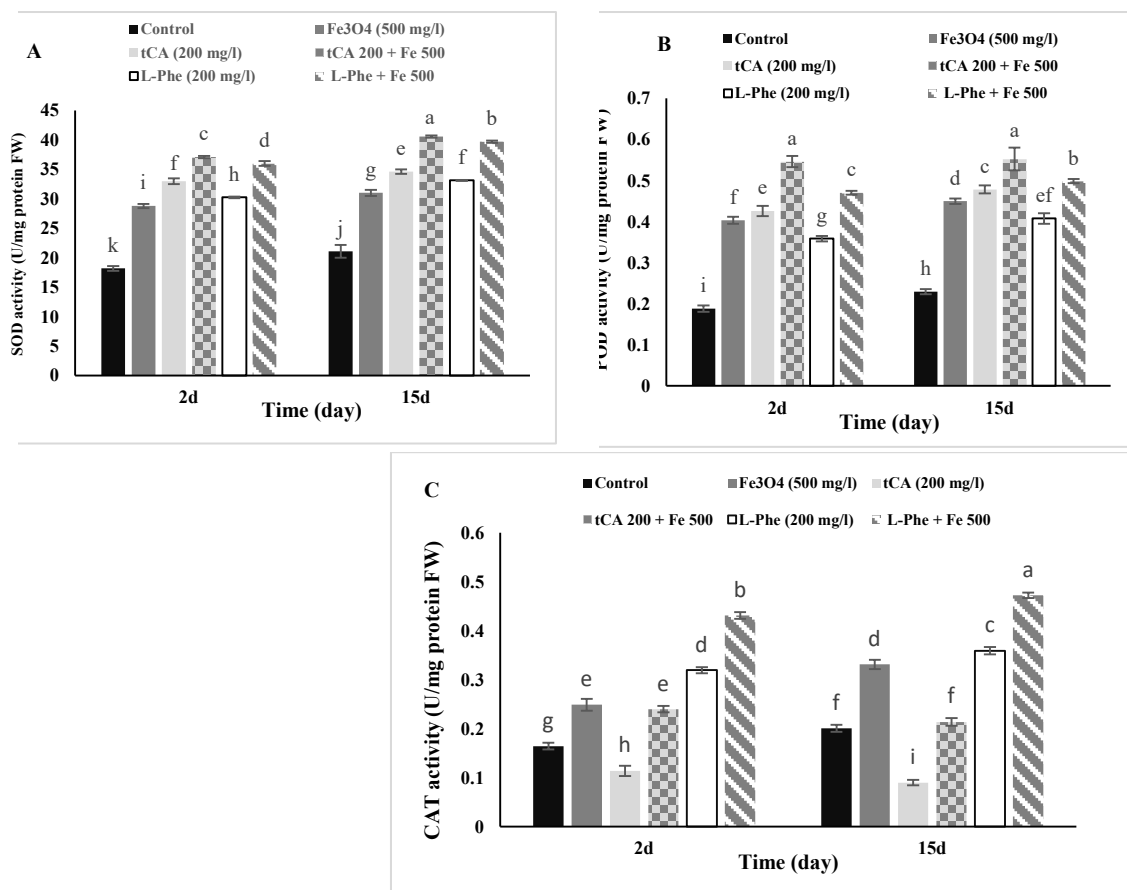 A
Control Fe3O4 (500 mg/l)
tCA (200 mg/l) tCA 200 + Fe 500
L-Phe (200 mg/l) L-Phe + Fe 500
SOD activity (U/mg protein FW)
45
40
35
30
25
20
15
10
5
0
k i f c h d
j g e a f b
2d 15d
Time (day)
B
Control Fe3O4 (500 mg/l)
tCA (200 mg/l) tCA 200 + Fe 500
L-Phe (200 mg/l) L-Phe + Fe 500
activity (U/mg protein FW)
0.7
0.6
0.5
0.4
0.3
0.2
0.1
0
i f e a g c
h d c a ef b
2d 15d
Time (day)
C
Control Fe3O4 (500 mg/l) tCA (200 mg/l)
tCA 200 + Fe 500 L-Phe (200 mg/l) L-Phe + Fe 500
CAT activity (U/mg protein FW)
0.6
0.5
0.4
0.3
0.2
0.1
0
g e h e d b
f d i f c a
2d 15d
Time (day)